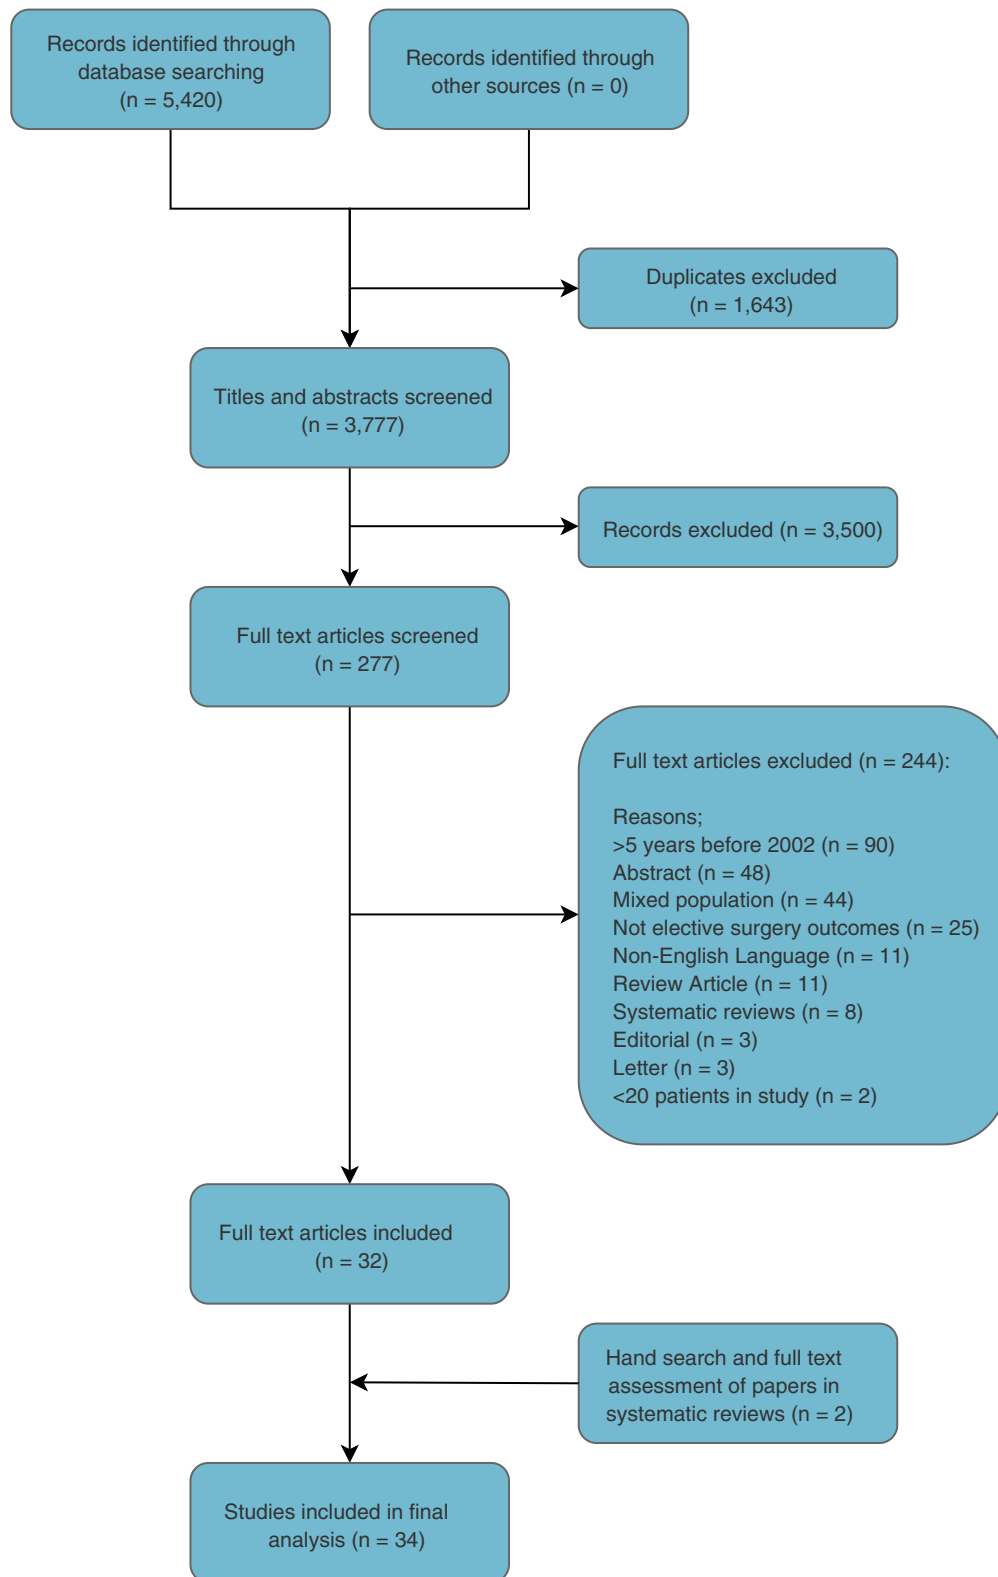 Records identified through
database searching
(n = 5,420)
Records identified through
other sources (n = 0)
Duplicates excluded
(n = 1,643)
Titles and abstracts screened
(n = 3,777)
Records excluded (n = 3,500)
Full text articles screened
(n = 277)
Full text articles excluded (n = 244):
Reasons;
>5 years before 2002 (n = 90)
Abstract (n = 48)
Mixed population (n = 44)
Not elective surgery outcomes (n = 25)
Non-English Language (n = 11)
Review Article (n = 11)
Systematic reviews (n = 8)
Editorial (n = 3)
Letter (n = 3)
<20 patients in study (n = 2)
Full text articles included
(n = 32)
Hand search and full text
assessment of papers in
systematic reviews (n = 2)
Studies included in final
analysis (n = 34)